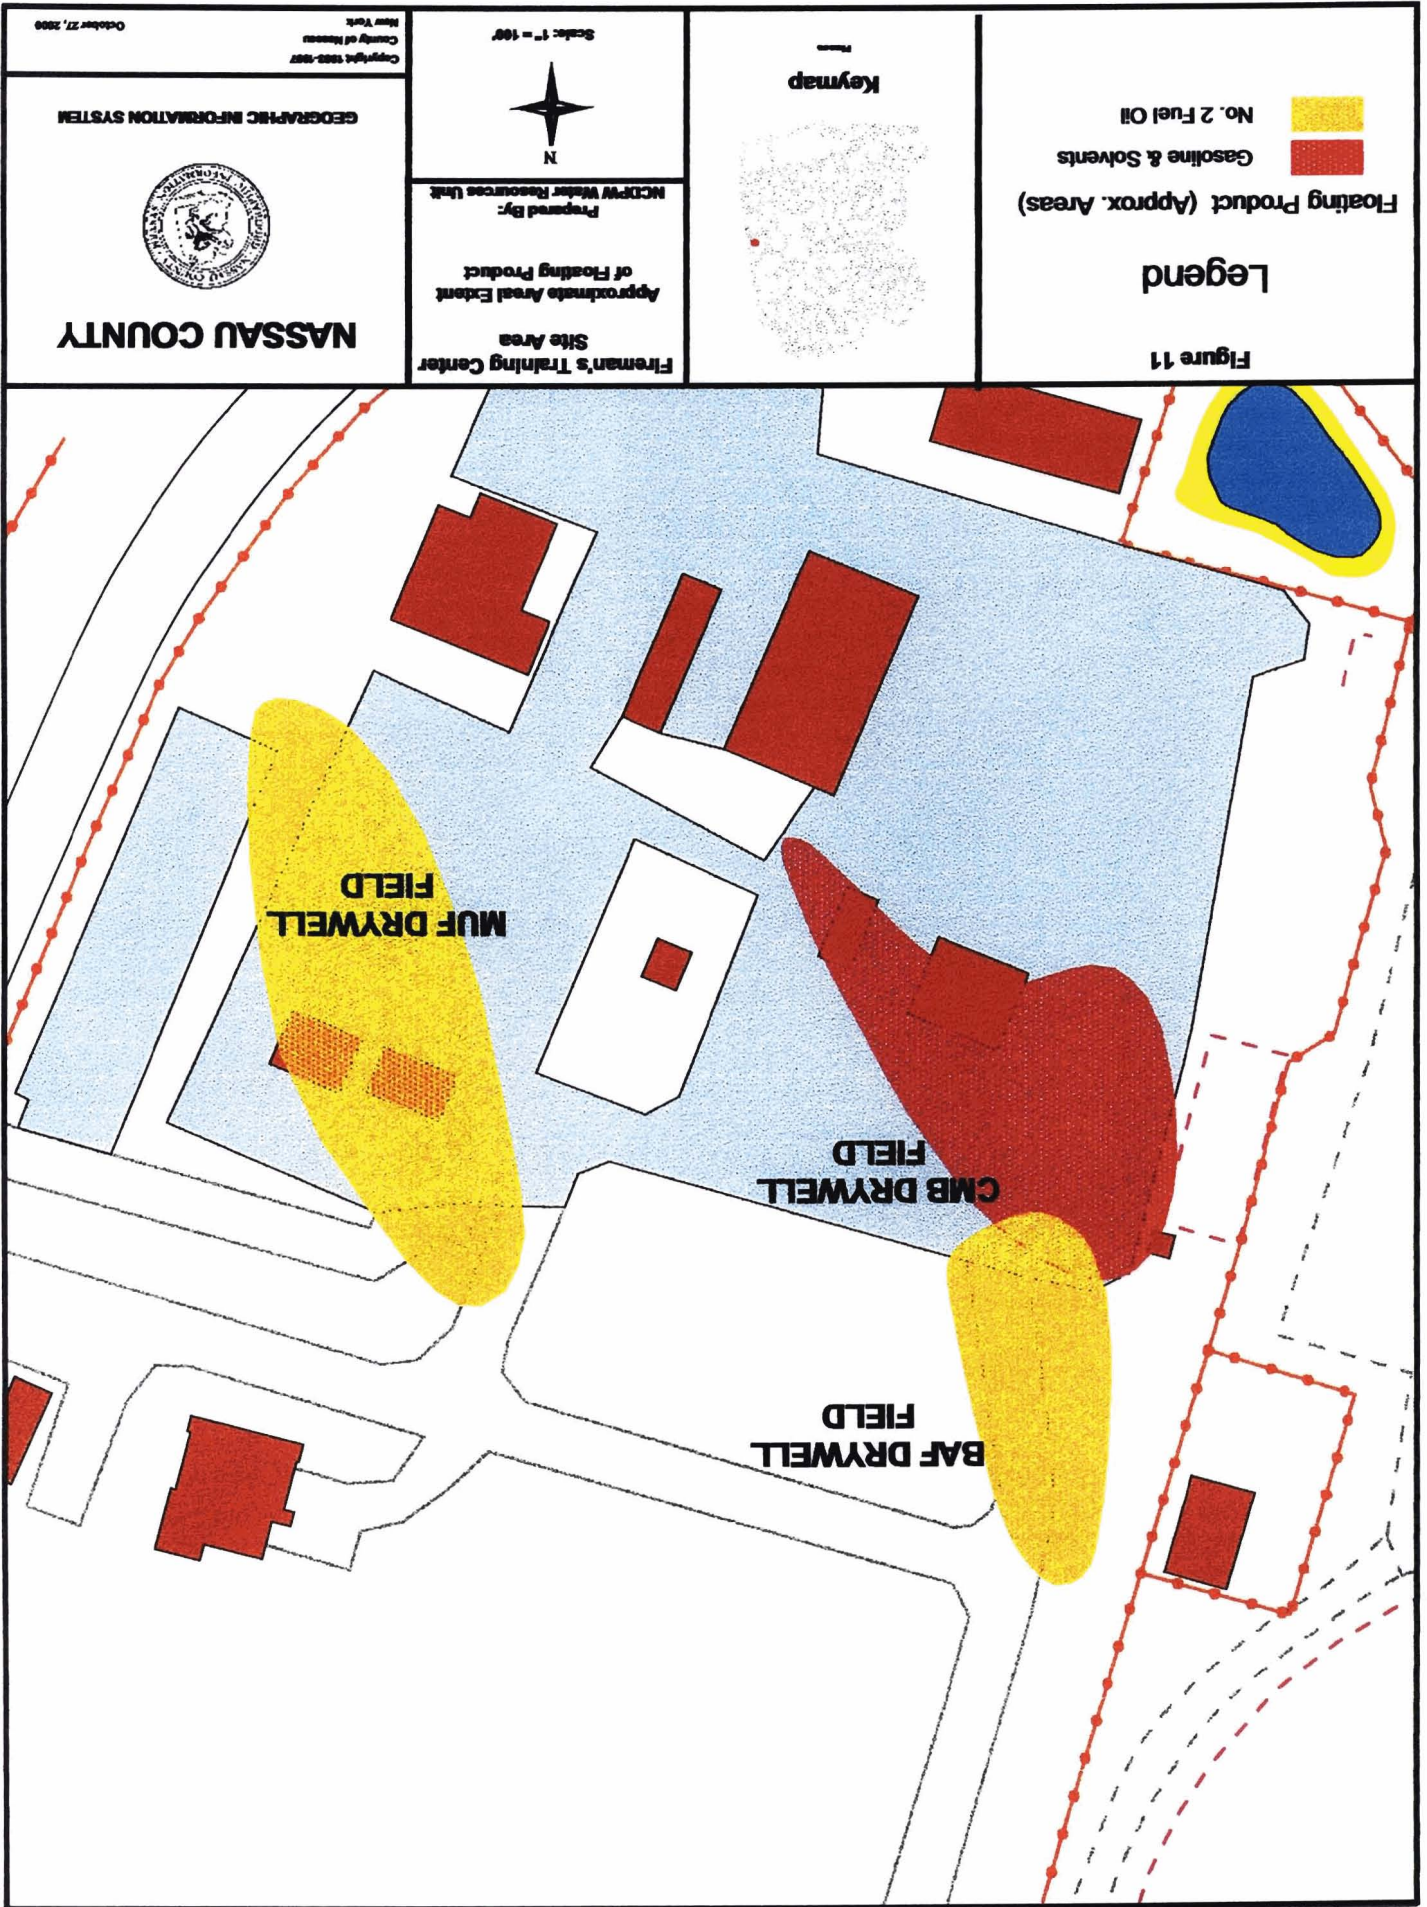 BAF DRYWELL
FIELD
CMB DRYWELL
FIELD
MUF DRYWELL
FIELD
Figure 11
Legend
Floating Product (Approx. Areas)
Gasoline & Solvents
No. 2 Fuel Oil
Keymap
Fireman's Training Center
Site Area
Approximate Areal Extent
of Floating Product
Prepared By:
NCDPW Water Resources Unit
N
Scale: 1" = 100'
NASSAU COUNTY
GEOGRAPHIC INFORMATION SYSTEM
Copyright 1993-1997
County of Nassau
New York
October 27,